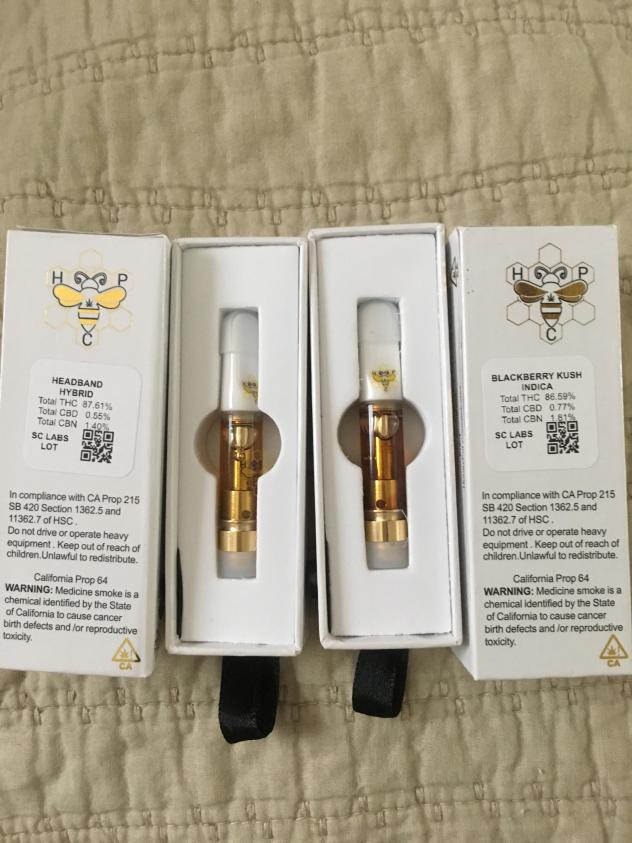 H P
C
HEADBAND
HYBRID
Total THC 87.61%
Total CBD 0.55%
Total CBN 1.40%
SC LABS
LOT
In compliance with CA Prop 215
SB 420 Section 1362.5 and
11362.7 of HSC .
Do not drive or operate heavy
equipment . Keep out of reach of
children.Unlawful to redistribute.
California Prop 64
WARNING: Medicine smoke is a
chemical identified by the State
of California to cause cancer
birth defects and /or reproductive
toxicity.
CA
H P
C
BLACKBERRY KUSH
INDICA
Total THC 86.59%
Total CBD 0.77%
Total CBN 1.81%
SC LABS
LOT
In compliance with CA Prop 215
SB 420 Section 1362.5 and
11362.7 of HSC .
Do not drive or operate heavy
equipment . Keep out of reach of
children.Unlawful to redistribute.
California Prop 64
WARNING: Medicine smoke is a
chemical identified by the State
of California to cause cancer
birth defects and /or reproductive
toxicity.
CA